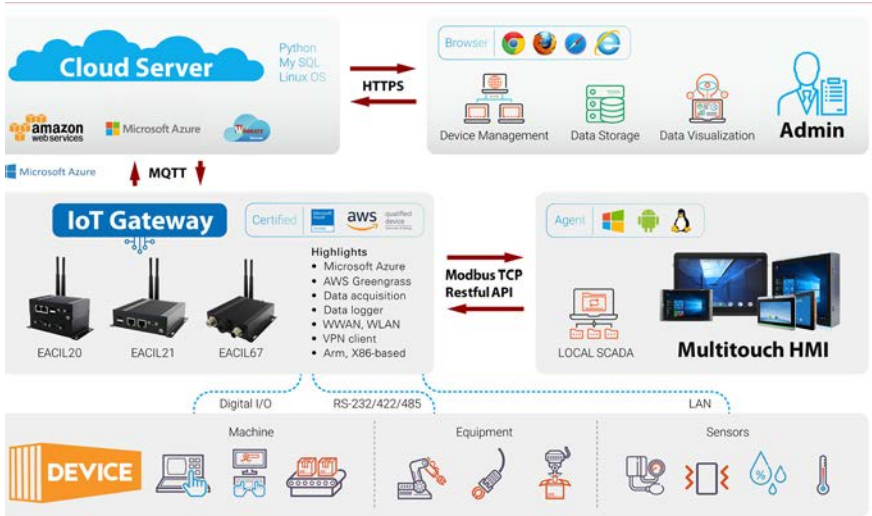 Cloud Server
Python
My SQL
Linux OS
amazon
web services
Microsoft Azure
HTTPS
Browser
Device Management
Data Storage
Data Visualization
Admin
Microsoft Azure
MQTT
IoT Gateway
Certified
Microsoft
Azure
aws
qualified
device
Highlights
• Microsoft Azure
• AWS Greengrass
• Data acquisition
• Data logger
• WWAN, WLAN
• VPN client
• Arm, X86-based
EACIL20
EACIL21
EACIL67
Modbus TCP
Restful API
Agent
LOCAL SCADA
Multitouch HMI
Digital I/O
RS-232/422/485
LAN
DEVICE
Machine
Equipment
Sensors
%